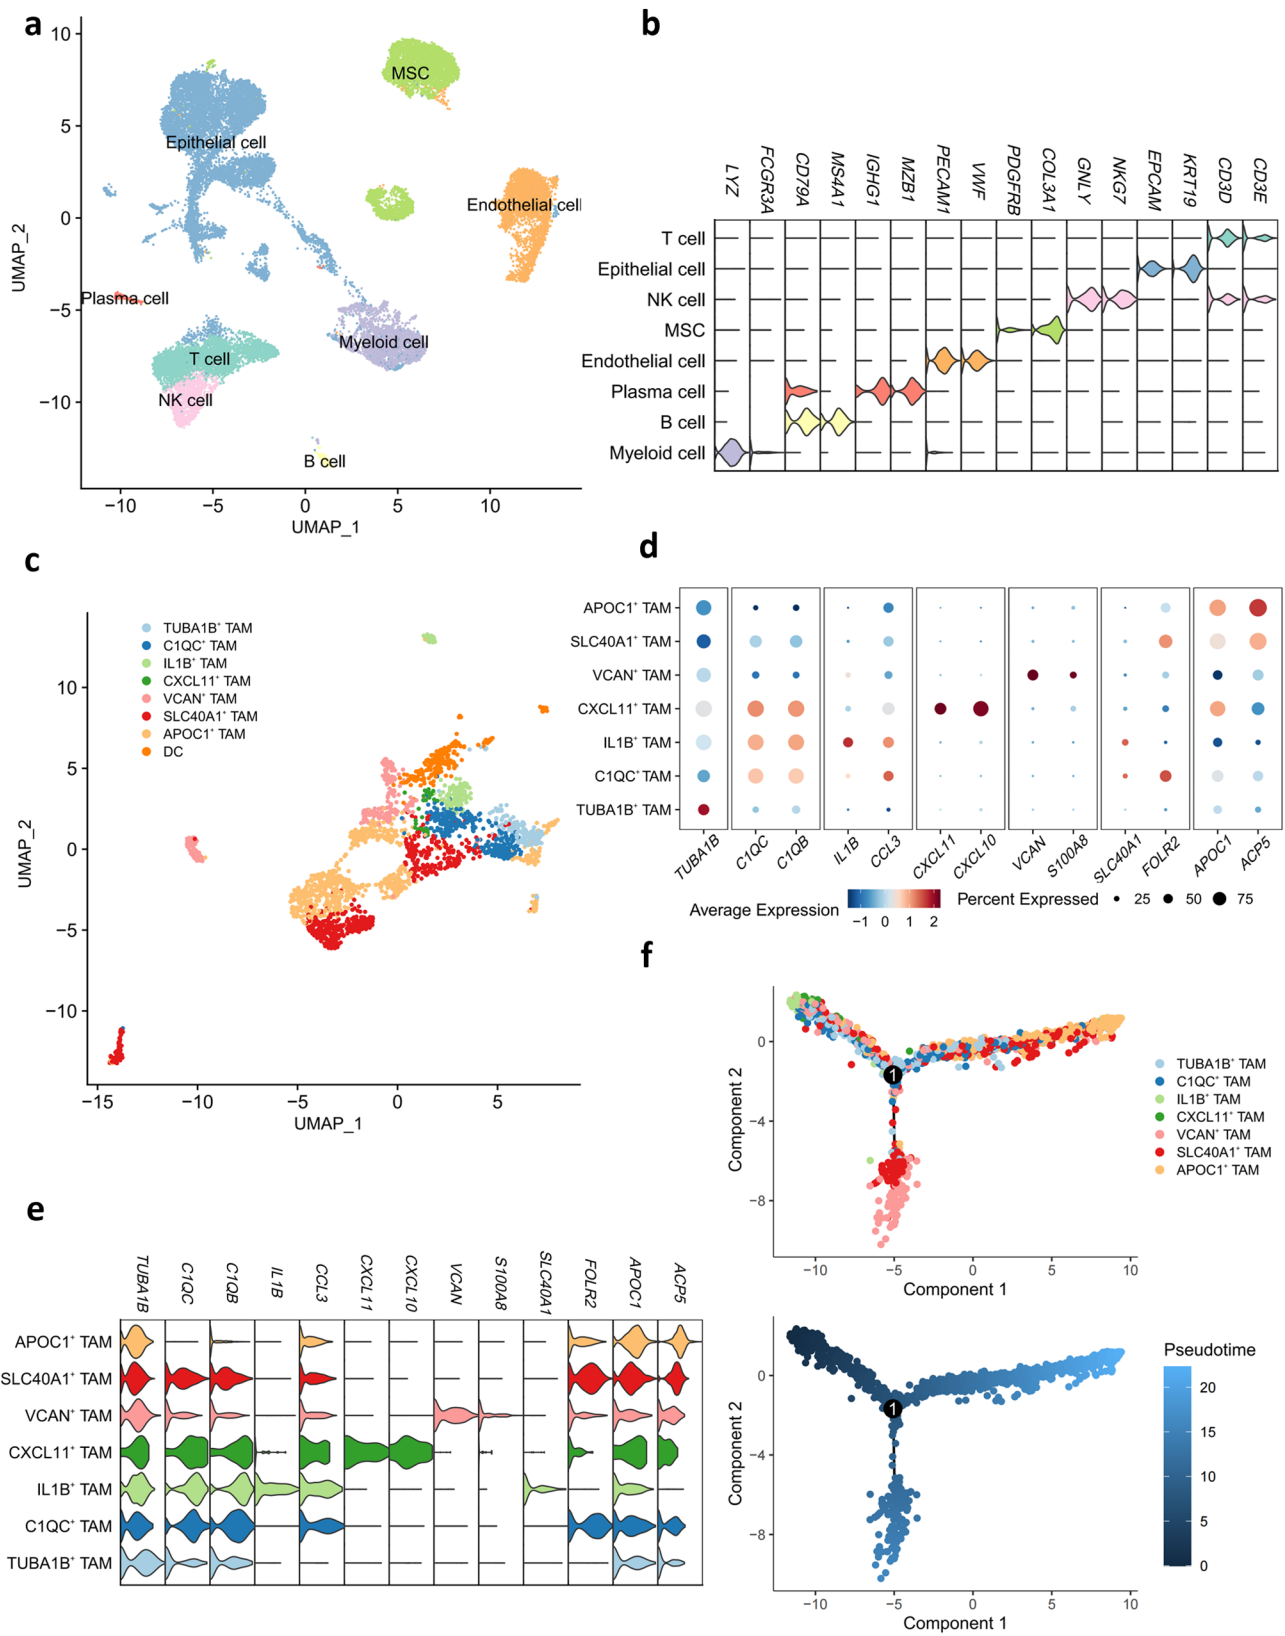 a
10
5
0
−5
−10
UMAP_2
MSC
Epithelial cell
Endothelial cell
Plasma cell
Myeloid cell
T cell
NK cell
B cell
−10 −5 0 5 10
UMAP_1
b
LYZ FCGR3A CD79A MS4A1 IGHG1 MZB1 PECAM1 VWF PDGFRB COL3A1 GNLY NKG7 EPCAM KRT19 CD3D CD3E
T cell
Epithelial cell
NK cell
MSC
Endothelial cell
Plasma cell
B cell
Myeloid cell
c
TUBA1B⁺ TAM
C1QC⁺ TAM
IL1B⁺ TAM
CXCL11⁺ TAM
VCAN⁺ TAM
SLC40A1⁺ TAM
APOC1⁺ TAM
DC
10
5
0
−5
−10
UMAP_2
−15 −10 −5 0 5
UMAP_1
d
APOC1⁺ TAM
SLC40A1⁺ TAM
VCAN⁺ TAM
CXCL11⁺ TAM
IL1B⁺ TAM
C1QC⁺ TAM
TUBA1B⁺ TAM
TUBA1B C1QC C1QB IL1B CCL3 CXCL11 CXCL10 VCAN S100A8 SLC40A1 FOLR2 APOC1 ACP5
Average Expression
−1 0 1 2
Percent Expressed
25 50 75
e
TUBA1B C1QC C1QB IL1B CCL3 CXCL11 CXCL10 VCAN S100A8 SLC40A1 FOLR2 APOC1 ACP5
APOC1⁺ TAM
SLC40A1⁺ TAM
VCAN⁺ TAM
CXCL11⁺ TAM
IL1B⁺ TAM
C1QC⁺ TAM
TUBA1B⁺ TAM
f
0
−4
−8
Component 2
1
−10 −5 0 5 10
Component 1
TUBA1B⁺ TAM
C1QC⁺ TAM
IL1B⁺ TAM
CXCL11⁺ TAM
VCAN⁺ TAM
SLC40A1⁺ TAM
APOC1⁺ TAM
0
−4
−8
Component 2
1
−10 −5 0 5 10
Component 1
Pseudotime
20
15
10
5
0